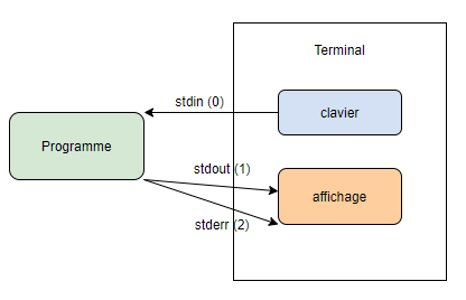 Terminal
stdin (0)
clavier
Programme
stdout (1)
affichage
stderr (2)